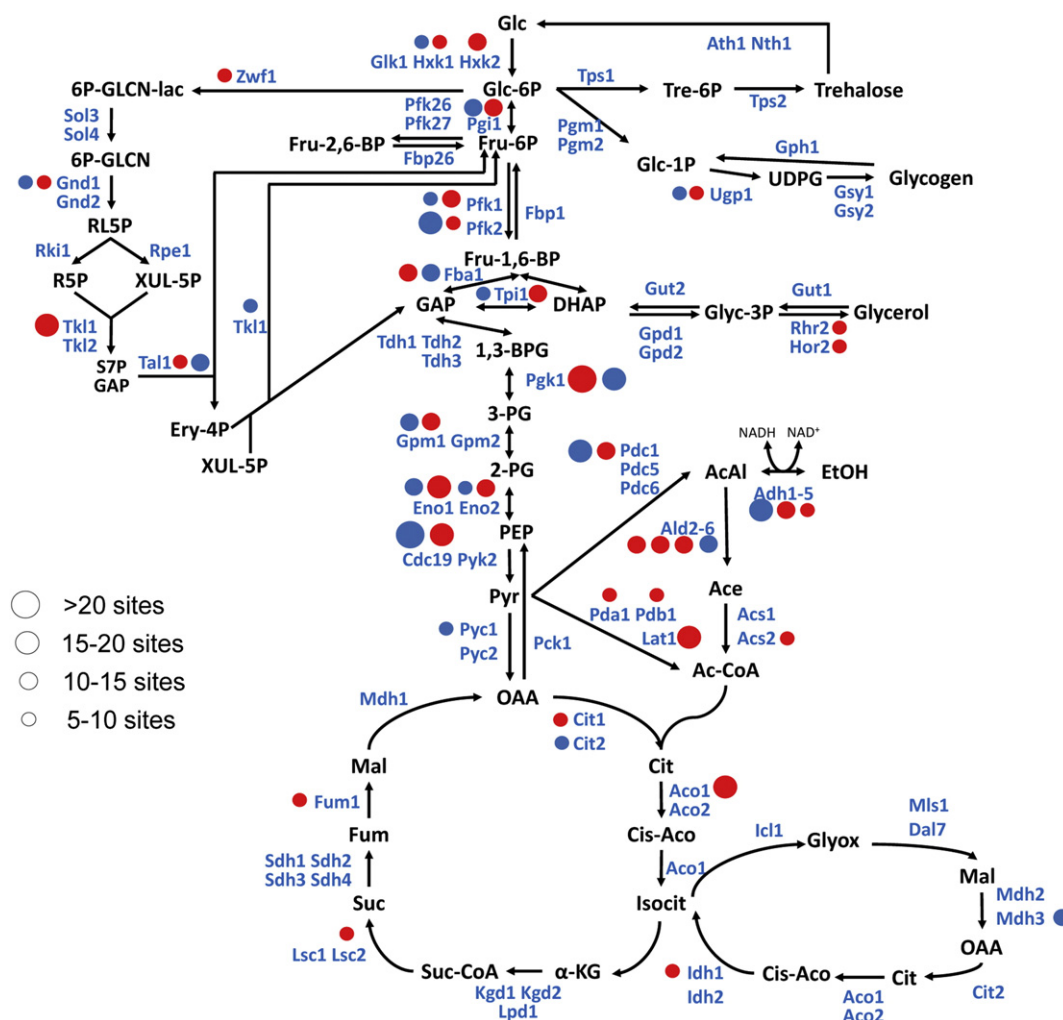 Glc
Ath1 Nth1
Glk1 Hxk1 Hxk2
Zwf1
6P-GLCN-lac
Glc-6P
Tps1
Tre-6P
Tps2
Trehalose
Sol3
Sol4
Pfk26
Pfk27
Pgi1
Pgm1
Pgm2
Fru-2,6-BP
Fru-6P
Fbp26
6P-GLCN
Gph1
Glc-1P
UDPG
Glycogen
Gnd1
Gnd2
Ugp1
Gsy1
Gsy2
Pfk1
Pfk2
Fbp1
RL5P
Rki1
Rpe1
Fru-1,6-BP
R5P
XUL-5P
Fba1
Tpi1
GAP
DHAP
Gut2
Glyc-3P
Gut1
Glycerol
Tkl1
Tkl1
Tkl2
Gpd1
Gpd2
Rhr2
Hor2
Tdh1 Tdh2
Tdh3
1,3-BPG
S7P
GAP
Tal1
Pgk1
Ery-4P
3-PG
XUL-5P
Gpm1 Gpm2
NADH
NAD⁺
Pdc1
Pdc5
Pdc6
2-PG
AcAl
EtOH
Eno1
Eno2
Adh1-5
PEP
Ald2-6
Cdc19 Pyk2
Pyr
Ace
>20 sites
15-20 sites
10-15 sites
5-10 sites
Pda1 Pdb1
Lat1
Acs1
Acs2
Pyc1
Pyc2
Pck1
Ac-CoA
Mdh1
OAA
Cit1
Cit2
Mal
Cit
Fum1
Aco1
Aco2
Fum
Cis-Aco
Icl1
Glyox
Mls1
Dal7
Sdh1 Sdh2
Sdh3 Sdh4
Aco1
Mal
Suc
Isocit
Mdh2
Mdh3
Lsc1 Lsc2
OAA
Suc-CoA
α-KG
Idh1
Idh2
Cis-Aco
Cit
Kgd1 Kgd2
Lpd1
Aco1
Aco2
Cit2